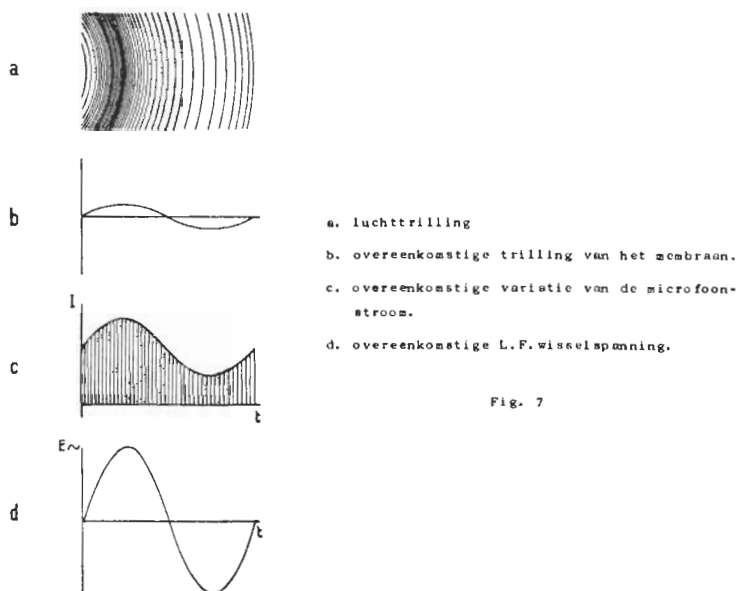 a
b
I
c
t
E~
d
t
a. luchttrilling
b. overeenkomstige trilling van het membraan.
c. overeenkomstige variatie van de microfoon-
stroom.
d. overeenkomstige L.F. wisselspanning.
Fig. 7